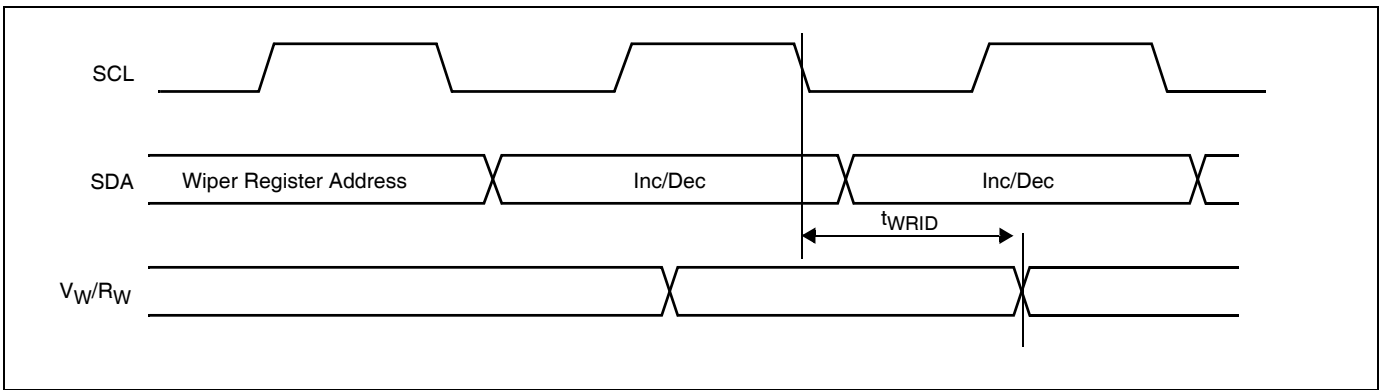 SCL
SDA
Wiper Register Address
Inc/Dec
Inc/Dec
tWRID
VW/RW